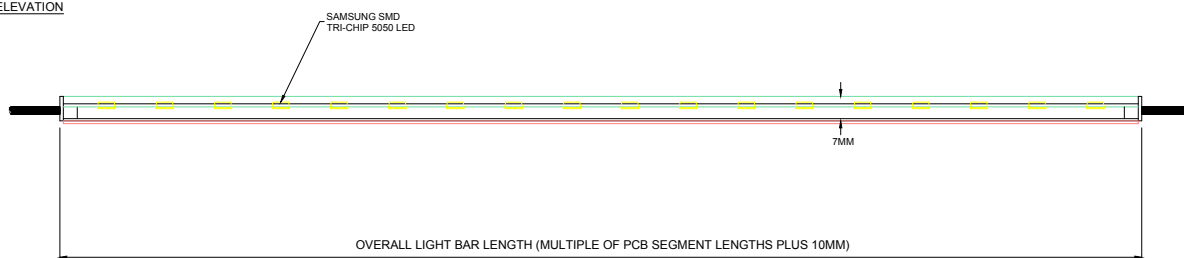 ELEVATION
SAMSUNG SMD
TRI-CHIP 5050 LED
7MM
OVERALL LIGHT BAR LENGTH (MULTIPLE OF PCB SEGMENT LENGTHS PLUS 10MM)